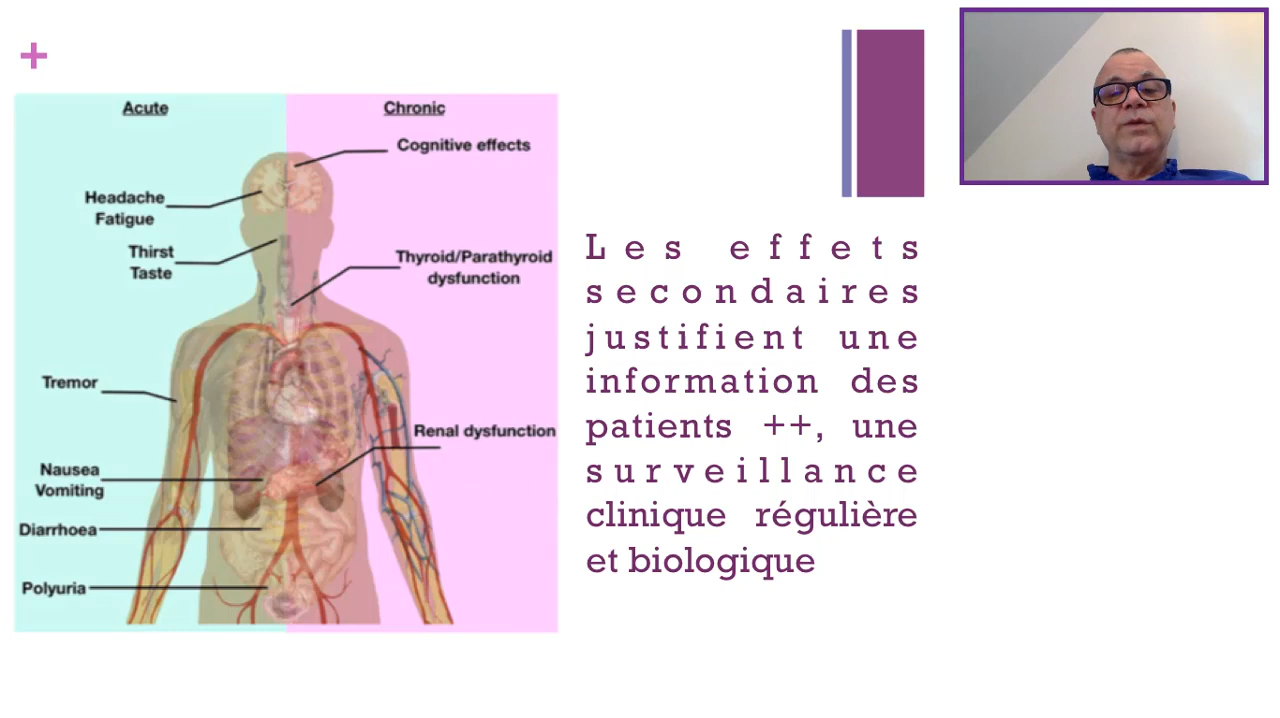 +
Acute
Chronic
Cognitive effects
Headache
Fatigue
Thirst
Taste
Thyroid/Parathyroid
dysfunction
Tremor
Renal dysfunction
Nausea
Vomiting
Diarrhoea
Polyuria
Les effets
secondaires
justifient une
information des
patients ++, une
surveillance
clinique régulière
et biologique